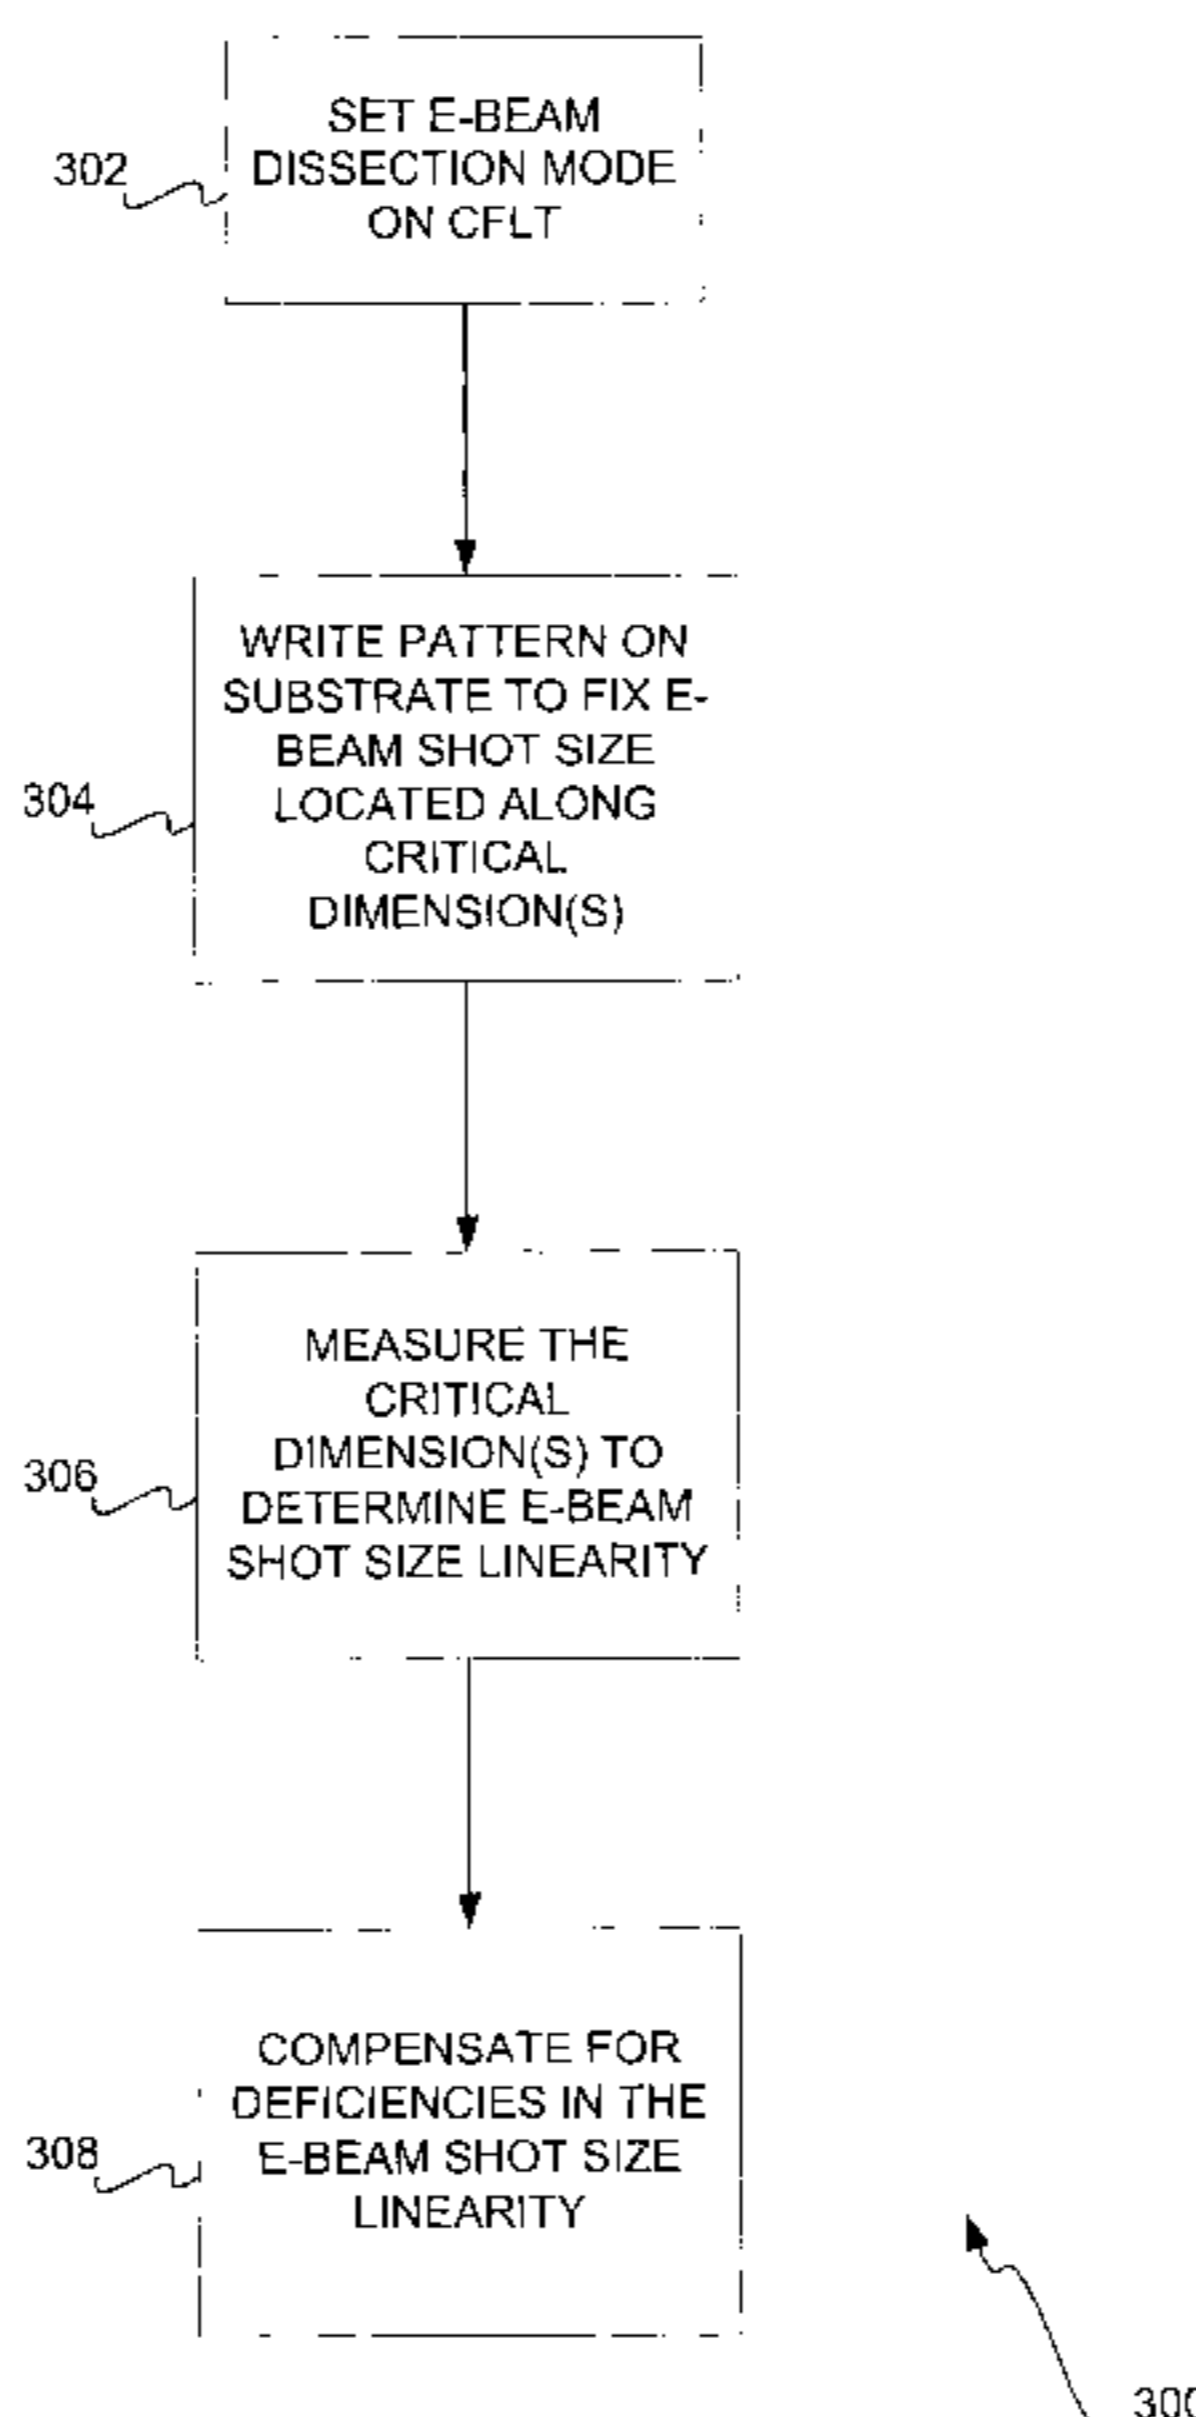 302
SET E-BEAM
DISSECTION MODE
ON CFLT
304
WRITE PATTERN ON
SUBSTRATE TO FIX E-
BEAM SHOT SIZE
LOCATED ALONG
CRITICAL
DIMENSION(S)
306
MEASURE THE
CRITICAL
DIMENSION(S) TO
DETERMINE E-BEAM
SHOT SIZE LINEARITY
308
COMPENSATE FOR
DEFICIENCIES IN THE
E-BEAM SHOT SIZE
LINEARITY
300